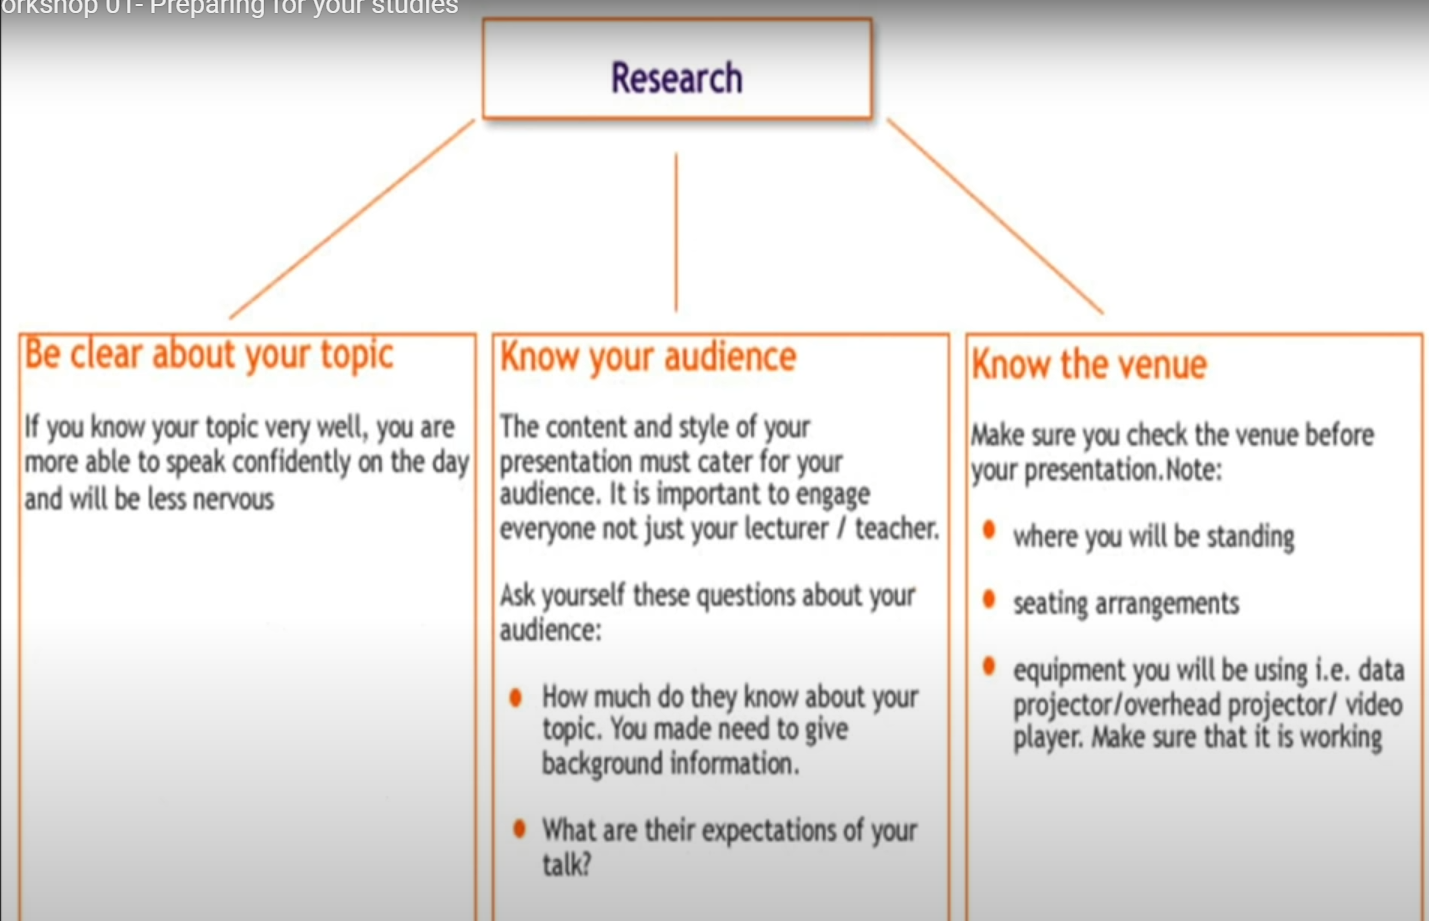 orkshop 01- Preparing for your studies
Research
Be clear about your topic
If you know your topic very well, you are
more able to speak confidently on the day
and will be less nervous
Know your audience
The content and style of your
presentation must cater for your
audience. It is important to engage
everyone not just your lecturer / teacher.
Ask yourself these questions about your
audience:
How much do they know about your
topic. You made need to give
background information.
What are their expectations of your
talk?
Know the venue
Make sure you check the venue before
your presentation.Note:
where you will be standing
seating arrangements
equipment you will be using i.e. data
projector/overhead projector/ video
player. Make sure that it is working